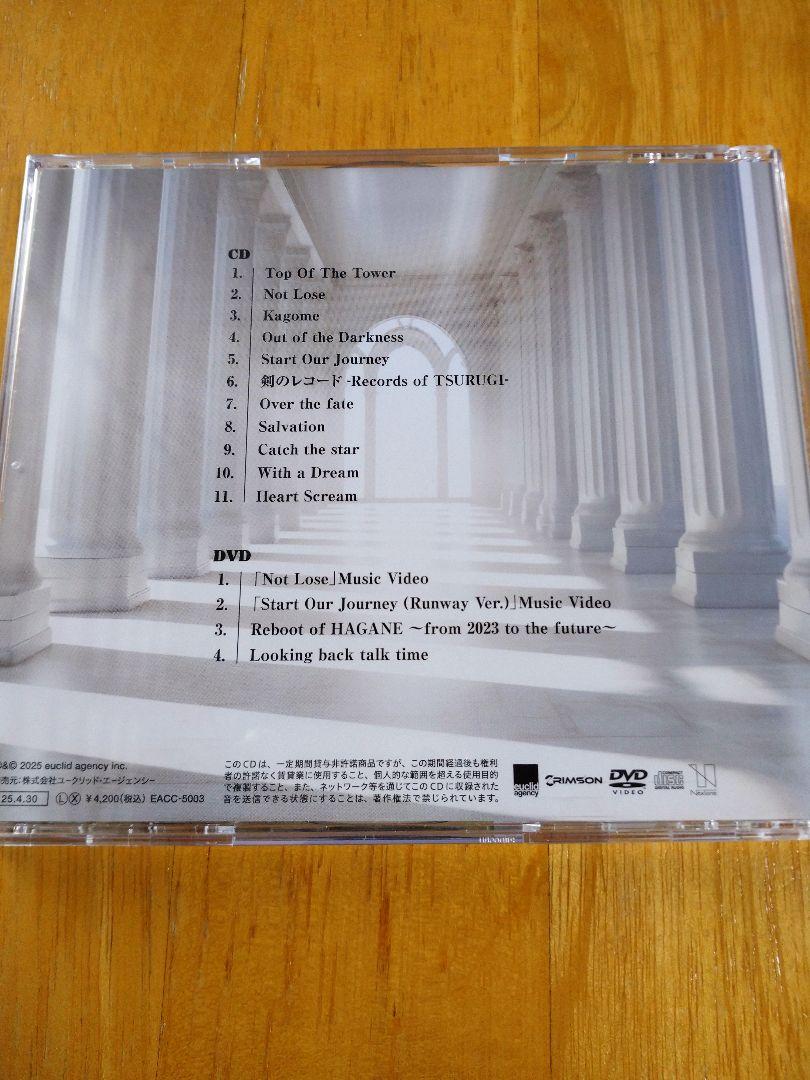 CD
1. Top Of The Tower
2. Not Lose
3. Kagome
4. Out of the Darkness
5. Start Our Journey
6. 剣のレコード -Records of TSURUGI-
7. Over the fate
8. Salvation
9. Catch the star
10. With a Dream
11. Heart Scream
DVD
1. 「Not Lose」Music Video
2. 「Start Our Journey (Runway Ver.)」Music Video
3. Reboot of HAGANE ～from 2023 to the future～
4. Looking back talk time
&© 2025 euclid agency inc.
売元:株式会社ユークリッド・エージェンシー
25.4.30 Ⓛⓧ ¥4,200(税込) EACC-5003
このCDは、一定期間貸与非許諾商品ですが、この期間経過後も権利
者の許諾なく賃貸業に使用すること、個人的な範囲を超える使用目的
で複製すること、また、ネットワーク等を通じてこのCDに収録された
音を送信できる状態にすることは、著作権法で禁じられています。
euclid
agency
CRIMSON
DVD
VIDEO
COMPACT
disc
DIGITAL AUDIO
NexTone